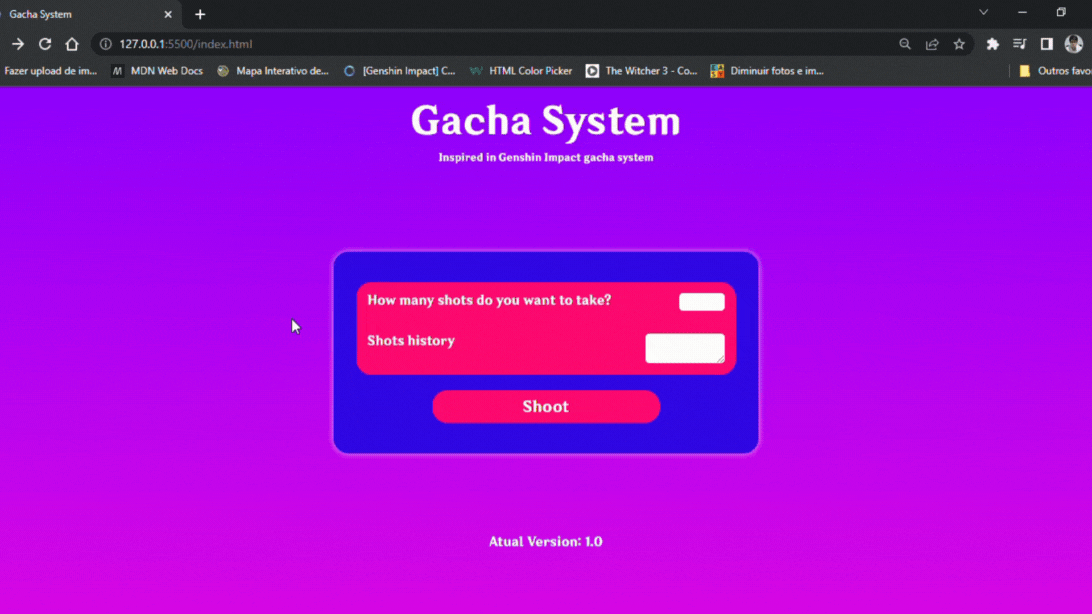 Gacha System
127.0.0.1:5500/index.html
Fazer upload de im... MDN Web Docs Mapa Interativo de... [Genshin Impact] C... HTML Color Picker The Witcher 3 - Co... Diminuir fotos e im... Outros favo
Gacha System
Inspired in Genshin Impact gacha system
How many shots do you want to take?
Shots history
Shoot
Atual Version: 1.0